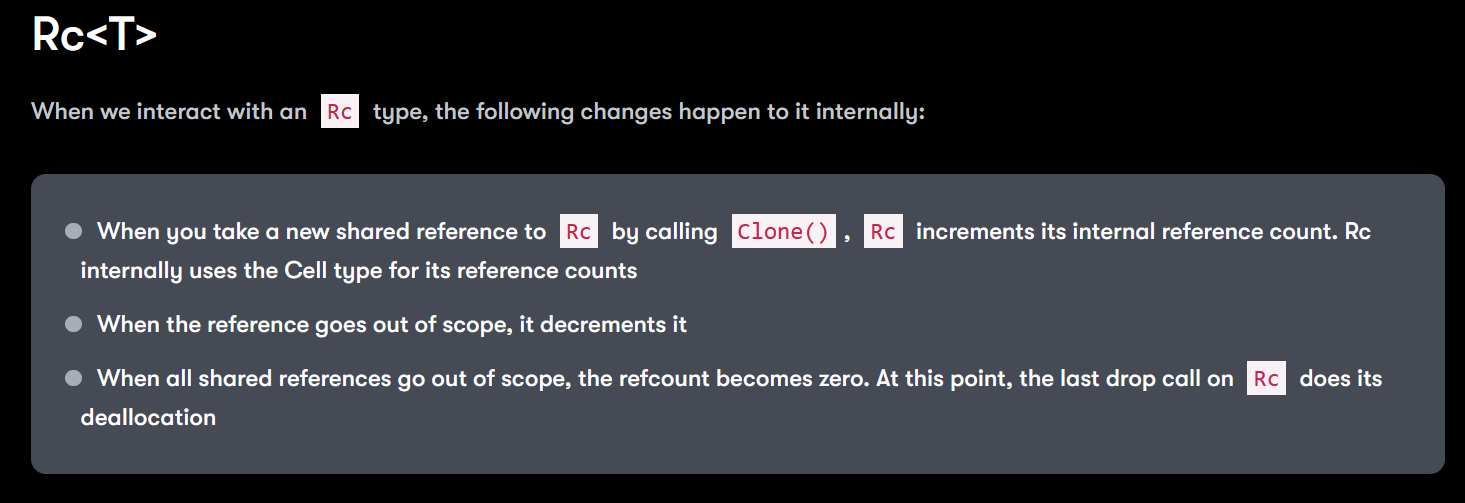 Rc<T>
When we interact with an Rc type, the following changes happen to it internally:
When you take a new shared reference to Rc by calling Clone() , Rc increments its internal reference count. Rc
internally uses the Cell type for its reference counts
When the reference goes out of scope, it decrements it
When all shared references go out of scope, the refcount becomes zero. At this point, the last drop call on Rc does its
deallocation